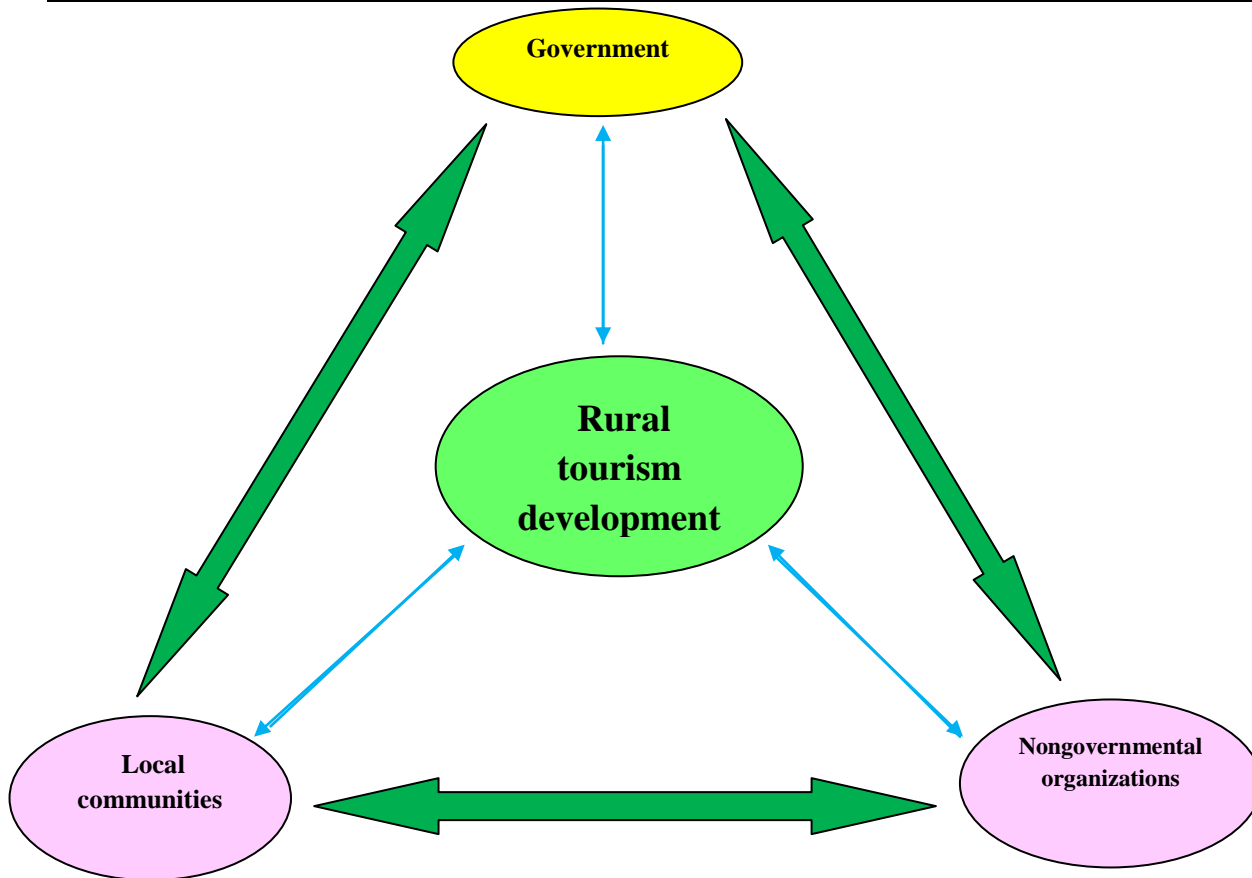 Government
Rural
tourism
development
Local
communities
Nongovernmental
organizations